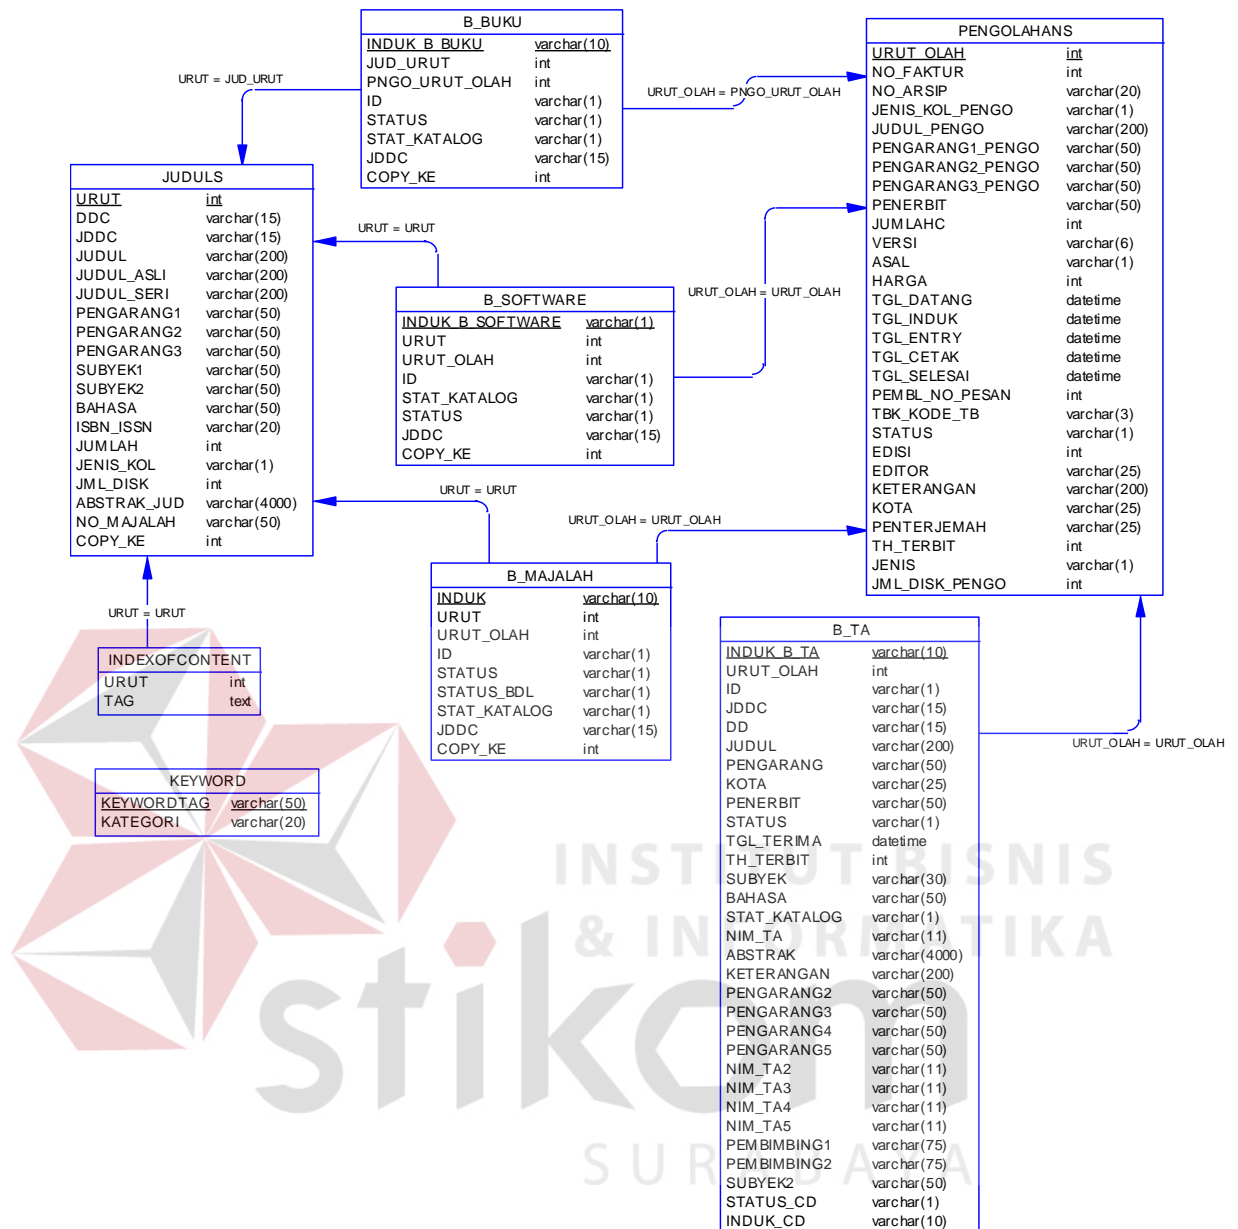 B_BUKU
INDUK_B_BUKU varchar(10)
JUD_URUT int
PNGO_URUT_OLAH int
ID varchar(1)
STATUS varchar(1)
STAT_KATALOG varchar(1)
JDDC varchar(15)
COPY_KE int
URUT = JUD_URUT
URUT_OLAH = PNGO_URUT_OLAH
PENGOLAHANS
URUT_OLAH int
NO_FAKTUR int
NO_ARSIP varchar(20)
JENIS_KOL_PENGO varchar(1)
JUDUL_PENGO varchar(200)
PENGARANG1_PENGO varchar(50)
PENGARANG2_PENGO varchar(50)
PENGARANG3_PENGO varchar(50)
PENERBIT varchar(50)
JUMLAHC int
VERSI varchar(6)
ASAL varchar(1)
HARGA int
TGL_DATANG datetime
TGL_INDUK datetime
TGL_ENTRY datetime
TGL_CETAK datetime
TGL_SELESAI datetime
PEMBL_NO_PESAN int
TBK_KODE_TB varchar(3)
STATUS varchar(1)
EDISI int
EDITOR varchar(25)
KETERANGAN varchar(200)
KOTA varchar(25)
PENTERJEMAH varchar(25)
TH_TERBIT int
JENIS varchar(1)
JML_DISK_PENGO int
JUDULS
URUT int
DDC varchar(15)
JDDC varchar(15)
JUDUL varchar(200)
JUDUL_ASLI varchar(200)
JUDUL_SERI varchar(200)
PENGARANG1 varchar(50)
PENGARANG2 varchar(50)
PENGARANG3 varchar(50)
SUBYEK1 varchar(50)
SUBYEK2 varchar(50)
BAHASA varchar(50)
ISBN_ISSN varchar(20)
JUMLAH int
JENIS_KOL varchar(1)
JML_DISK int
ABSTRAK_JUD varchar(4000)
NO_MAJALAH varchar(50)
COPY_KE int
URUT = URUT
URUT_OLAH = URUT_OLAH
B_SOFTWARE
INDUK_B_SOFTWARE varchar(1)
URUT int
URUT_OLAH int
ID varchar(1)
STAT_KATALOG varchar(1)
STATUS varchar(1)
JDDC varchar(15)
COPY_KE int
URUT = URUT
URUT_OLAH = URUT_OLAH
B_MAJALAH
INDUK varchar(10)
URUT int
URUT_OLAH int
ID varchar(1)
STATUS varchar(1)
STATUS_BDL varchar(1)
STAT_KATALOG varchar(1)
JDDC varchar(15)
COPY_KE int
URUT = URUT
INDEXOFCONTENT
URUT int
TAG text
KEYWORD
KEYWORDTAG varchar(50)
KATEGORI varchar(20)
B_TA
INDUK_B_TA varchar(10)
URUT_OLAH int
ID varchar(1)
JDDC varchar(15)
DD varchar(15)
JUDUL varchar(200)
PENGARANG varchar(50)
KOTA varchar(25)
PENERBIT varchar(50)
STATUS varchar(1)
TGL_TERIMA datetime
TH_TERBIT int
SUBYEK varchar(30)
BAHASA varchar(50)
STAT_KATALOG varchar(1)
NIM_TA varchar(11)
ABSTRAK varchar(4000)
KETERANGAN varchar(200)
PENGARANG2 varchar(50)
PENGARANG3 varchar(50)
PENGARANG4 varchar(50)
PENGARANG5 varchar(50)
NIM_TA2 varchar(11)
NIM_TA3 varchar(11)
NIM_TA4 varchar(11)
NIM_TA5 varchar(11)
PEMBIMBING1 varchar(75)
PEMBIMBING2 varchar(75)
SUBYEK2 varchar(50)
STATUS_CD varchar(1)
INDUK_CD varchar(10)
URUT_OLAH = URUT_OLAH
INSTITUT BISNIS
& INFORMATIKA
stikom
SURABAYA